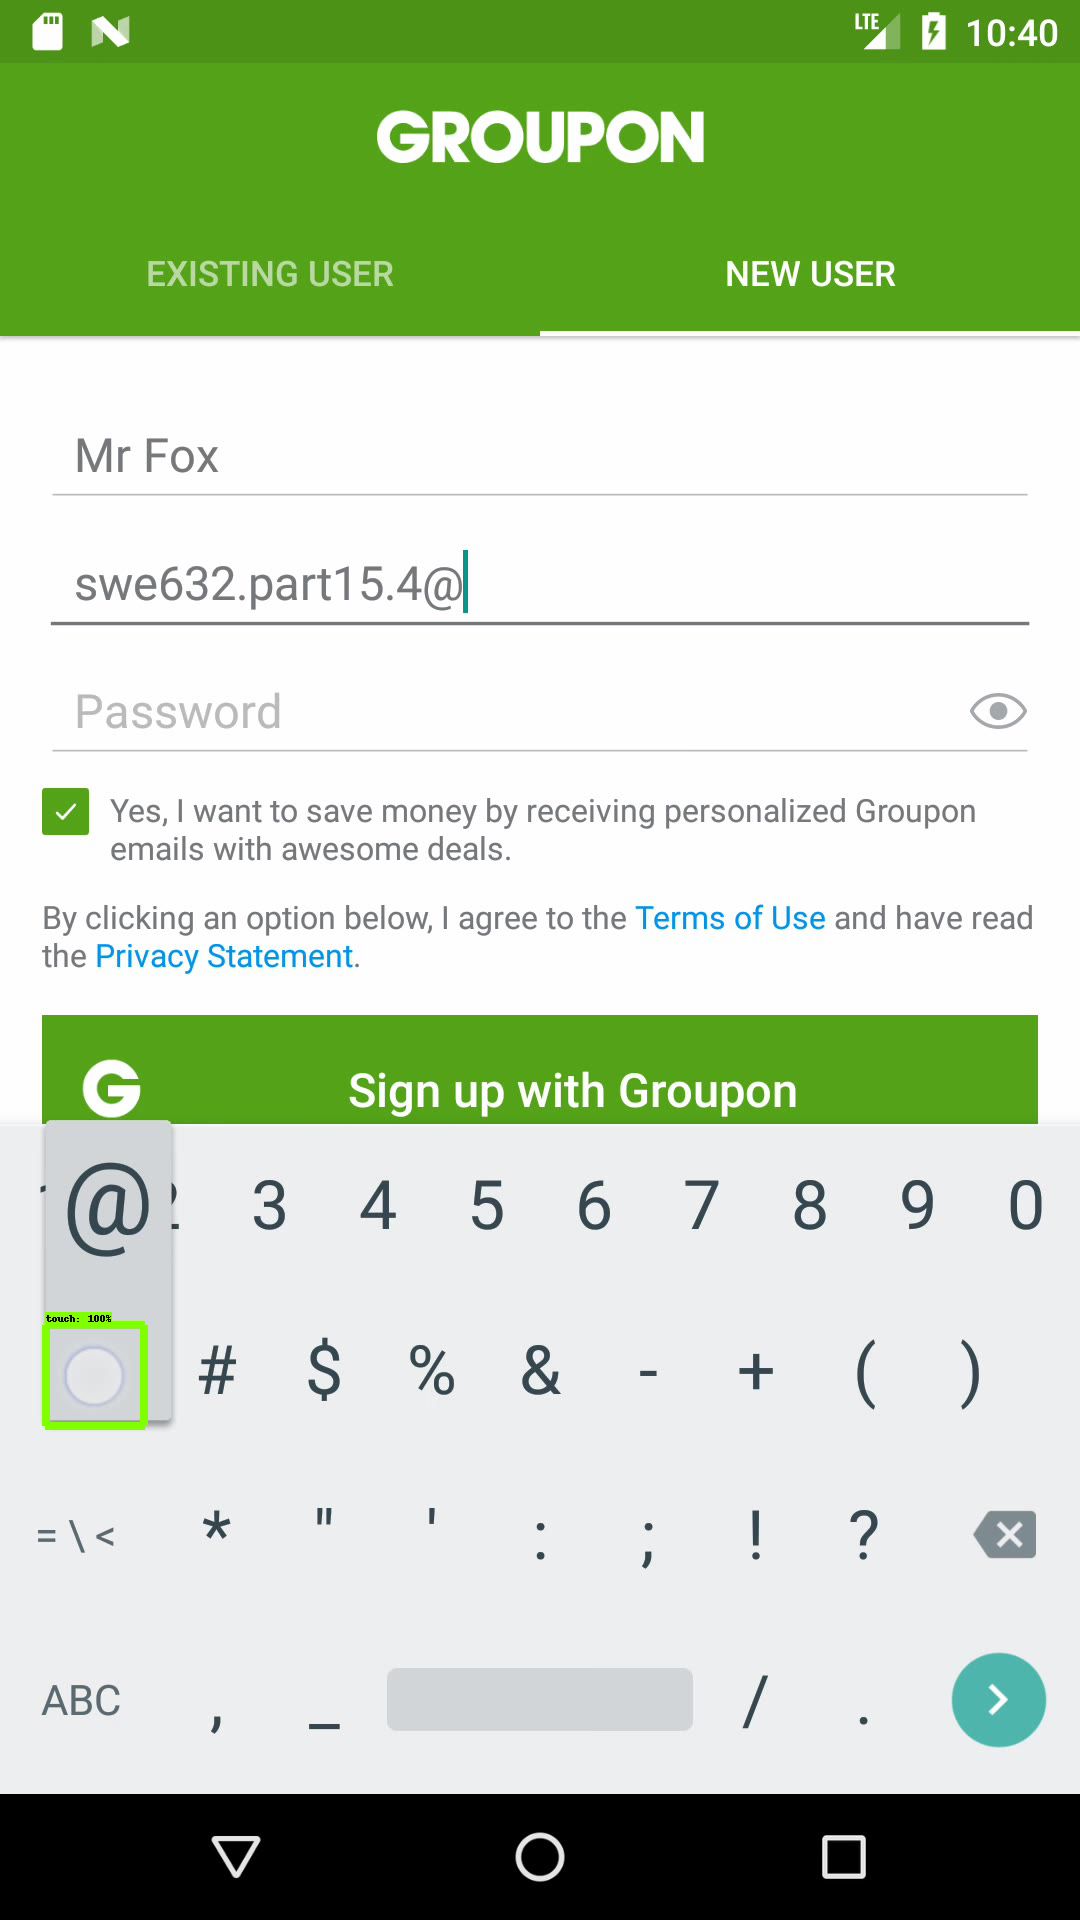 LTE 10:40
GROUPON
EXISTING USER NEW USER
Mr Fox
swe632.part15.4@
Password
Yes, I want to save money by receiving personalized Groupon
emails with awesome deals.
By clicking an option below, I agree to the Terms of Use and have read
the Privacy Statement.
G Sign up with Groupon
@ 2 3 4 5 6 7 8 9 0
touch: 100%
# $ % & - + ( )
= \ < * " ' : ; ! ?
ABC , _ / .